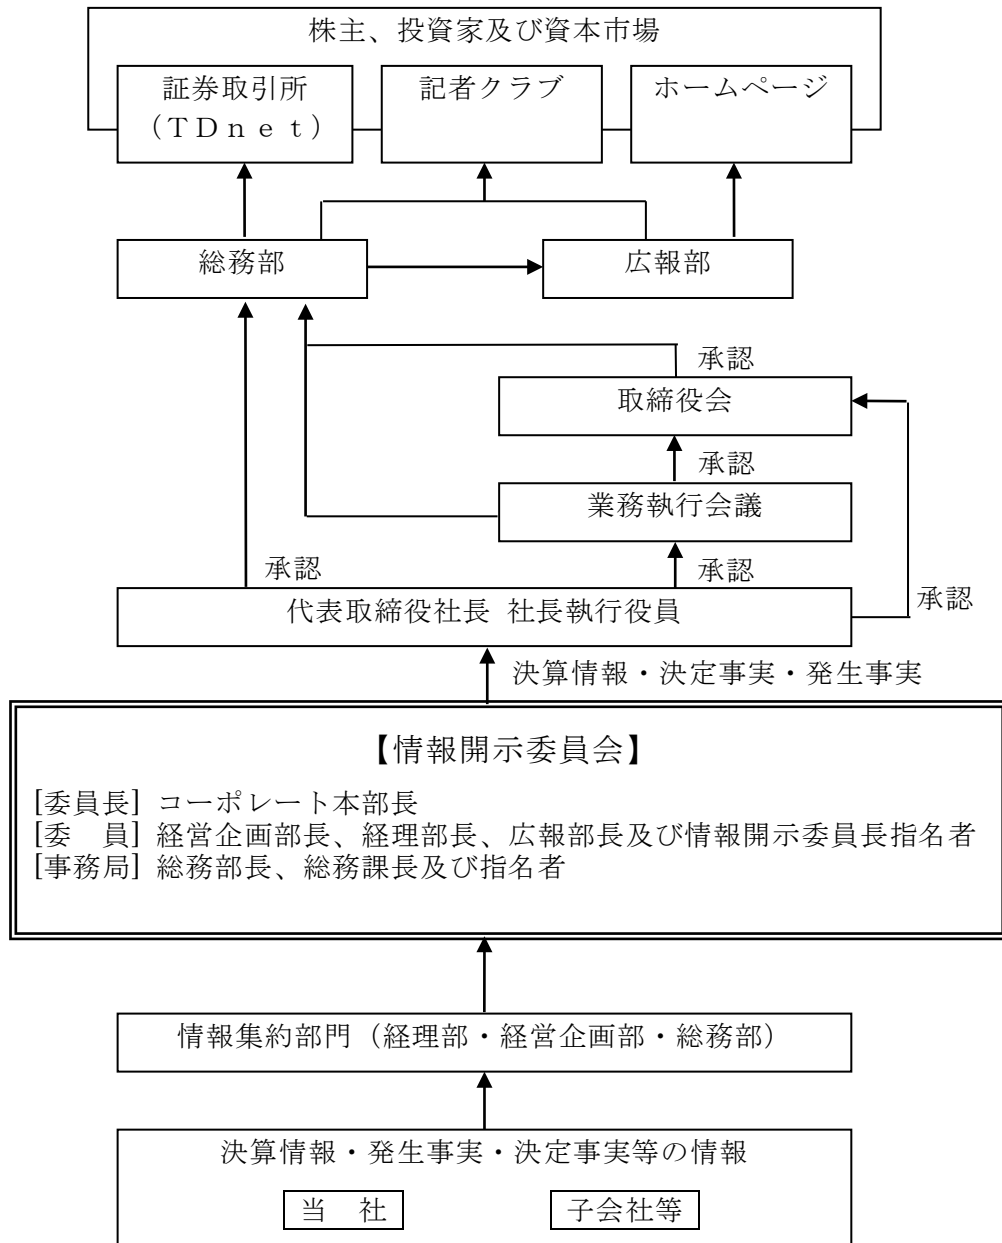 株主、投資家及び資本市場
証券取引所
（ＴＤｎｅｔ）
記者クラブ
ホームページ
総務部
広報部
承認
取締役会
承認
業務執行会議
承認
承認
承認
代表取締役社長 社長執行役員
決算情報・決定事実・発生事実
【情報開示委員会】
[委員長] コーポレート本部長
[委　員] 経営企画部長、経理部長、広報部長及び情報開示委員長指名者
[事務局] 総務部長、総務課長及び指名者
情報集約部門（経理部・経営企画部・総務部）
決算情報・発生事実・決定事実等の情報
当　社
子会社等